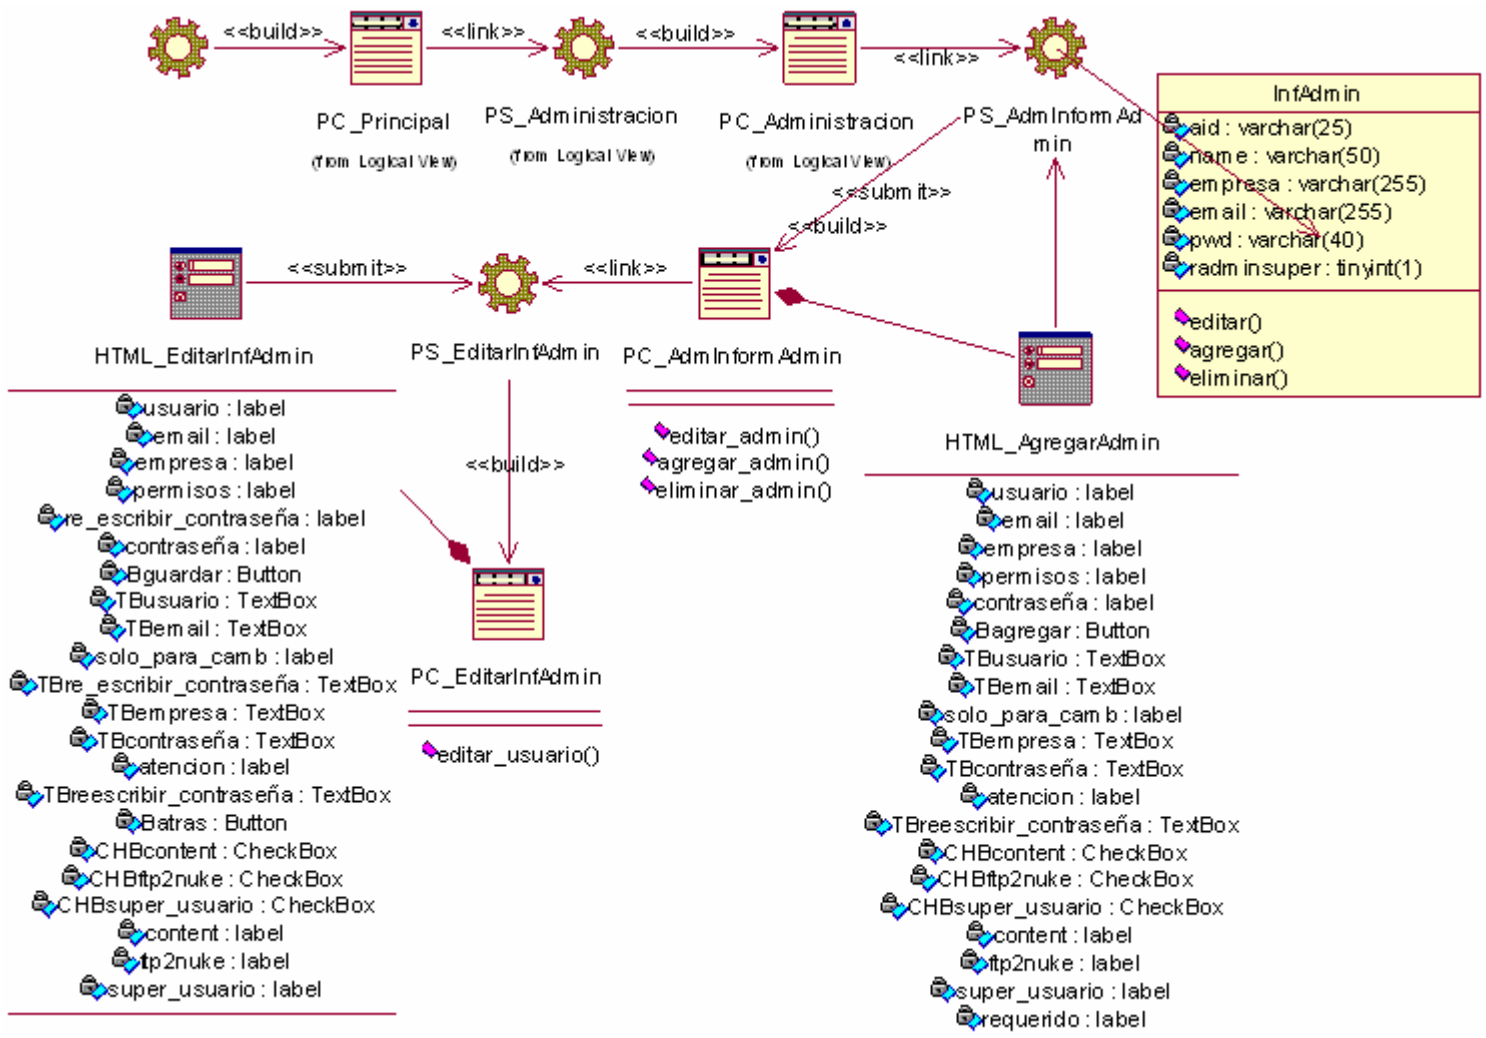 <<build>>
<<link>>
<<build>>
<<link>>
PC_Principal
(from Logical View)
PS_Administracion
(from Logical View)
PC_Administracion
(from Logical View)
PS_AdmInformAd
min
InfAdmin
aid : varchar(25)
name : varchar(50)
empresa : varchar(255)
email : varchar(255)
pwd : varchar(40)
radminsuper : tinyint(1)
editar()
agregar()
eliminar()
<<submit>>
<<build>>
<<submit>>
<<link>>
HTML_EditarInfAdmin
usuario : label
email : label
empresa : label
permisos : label
re_escribir_contraseña : label
contraseña : label
Bguardar : Button
TBusuario : TextBox
TBemail : TextBox
solo_para_camb : label
TBre_escribir_contraseña : TextBox
TBempresa : TextBox
TBcontraseña : TextBox
atencion : label
TBreescribir_contraseña : TextBox
Batras : Button
CHBcontent : CheckBox
CHBftp2nuke : CheckBox
CHBsuper_usuario : CheckBox
content : label
ftp2nuke : label
super_usuario : label
PS_EditarInfAdmin
<<build>>
PC_EditarInfAdmin
editar_usuario()
PC_AdmInformAdmin
editar_admin()
agregar_admin()
eliminar_admin()
HTML_AgregarAdmin
usuario : label
email : label
empresa : label
permisos : label
contraseña : label
Bagregar : Button
TBusuario : TextBox
TBemail : TextBox
solo_para_camb : label
TBempresa : TextBox
TBcontraseña : TextBox
atencion : label
TBreescribir_contraseña : TextBox
CHBcontent : CheckBox
CHBftp2nuke : CheckBox
CHBsuper_usuario : CheckBox
content : label
ftp2nuke : label
super_usuario : label
requerido : label